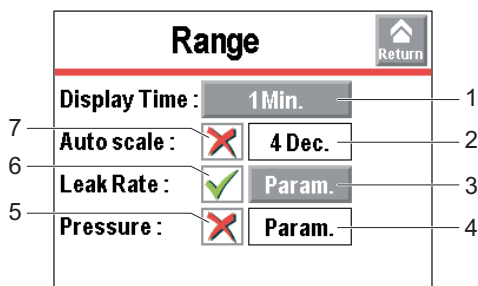 Range
Return
Display Time : 1 Min. 1
7 Auto scale : 4 Dec. 2
6 Leak Rate : Param. 3
5 Pressure : Param. 4